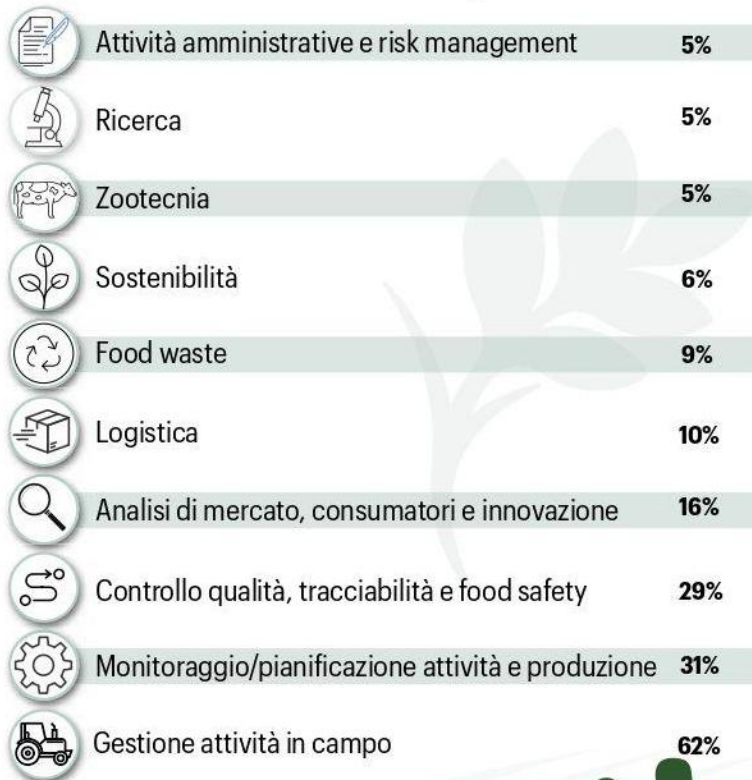 Attività amministrative e risk management 5%
Ricerca 5%
Zootecnia 5%
Sostenibilità 6%
Food waste 9%
Logistica 10%
Analisi di mercato, consumatori e innovazione 16%
Controllo qualità, tracciabilità e food safety 29%
Monitoraggio/pianificazione attività e produzione 31%
Gestione attività in campo 62%